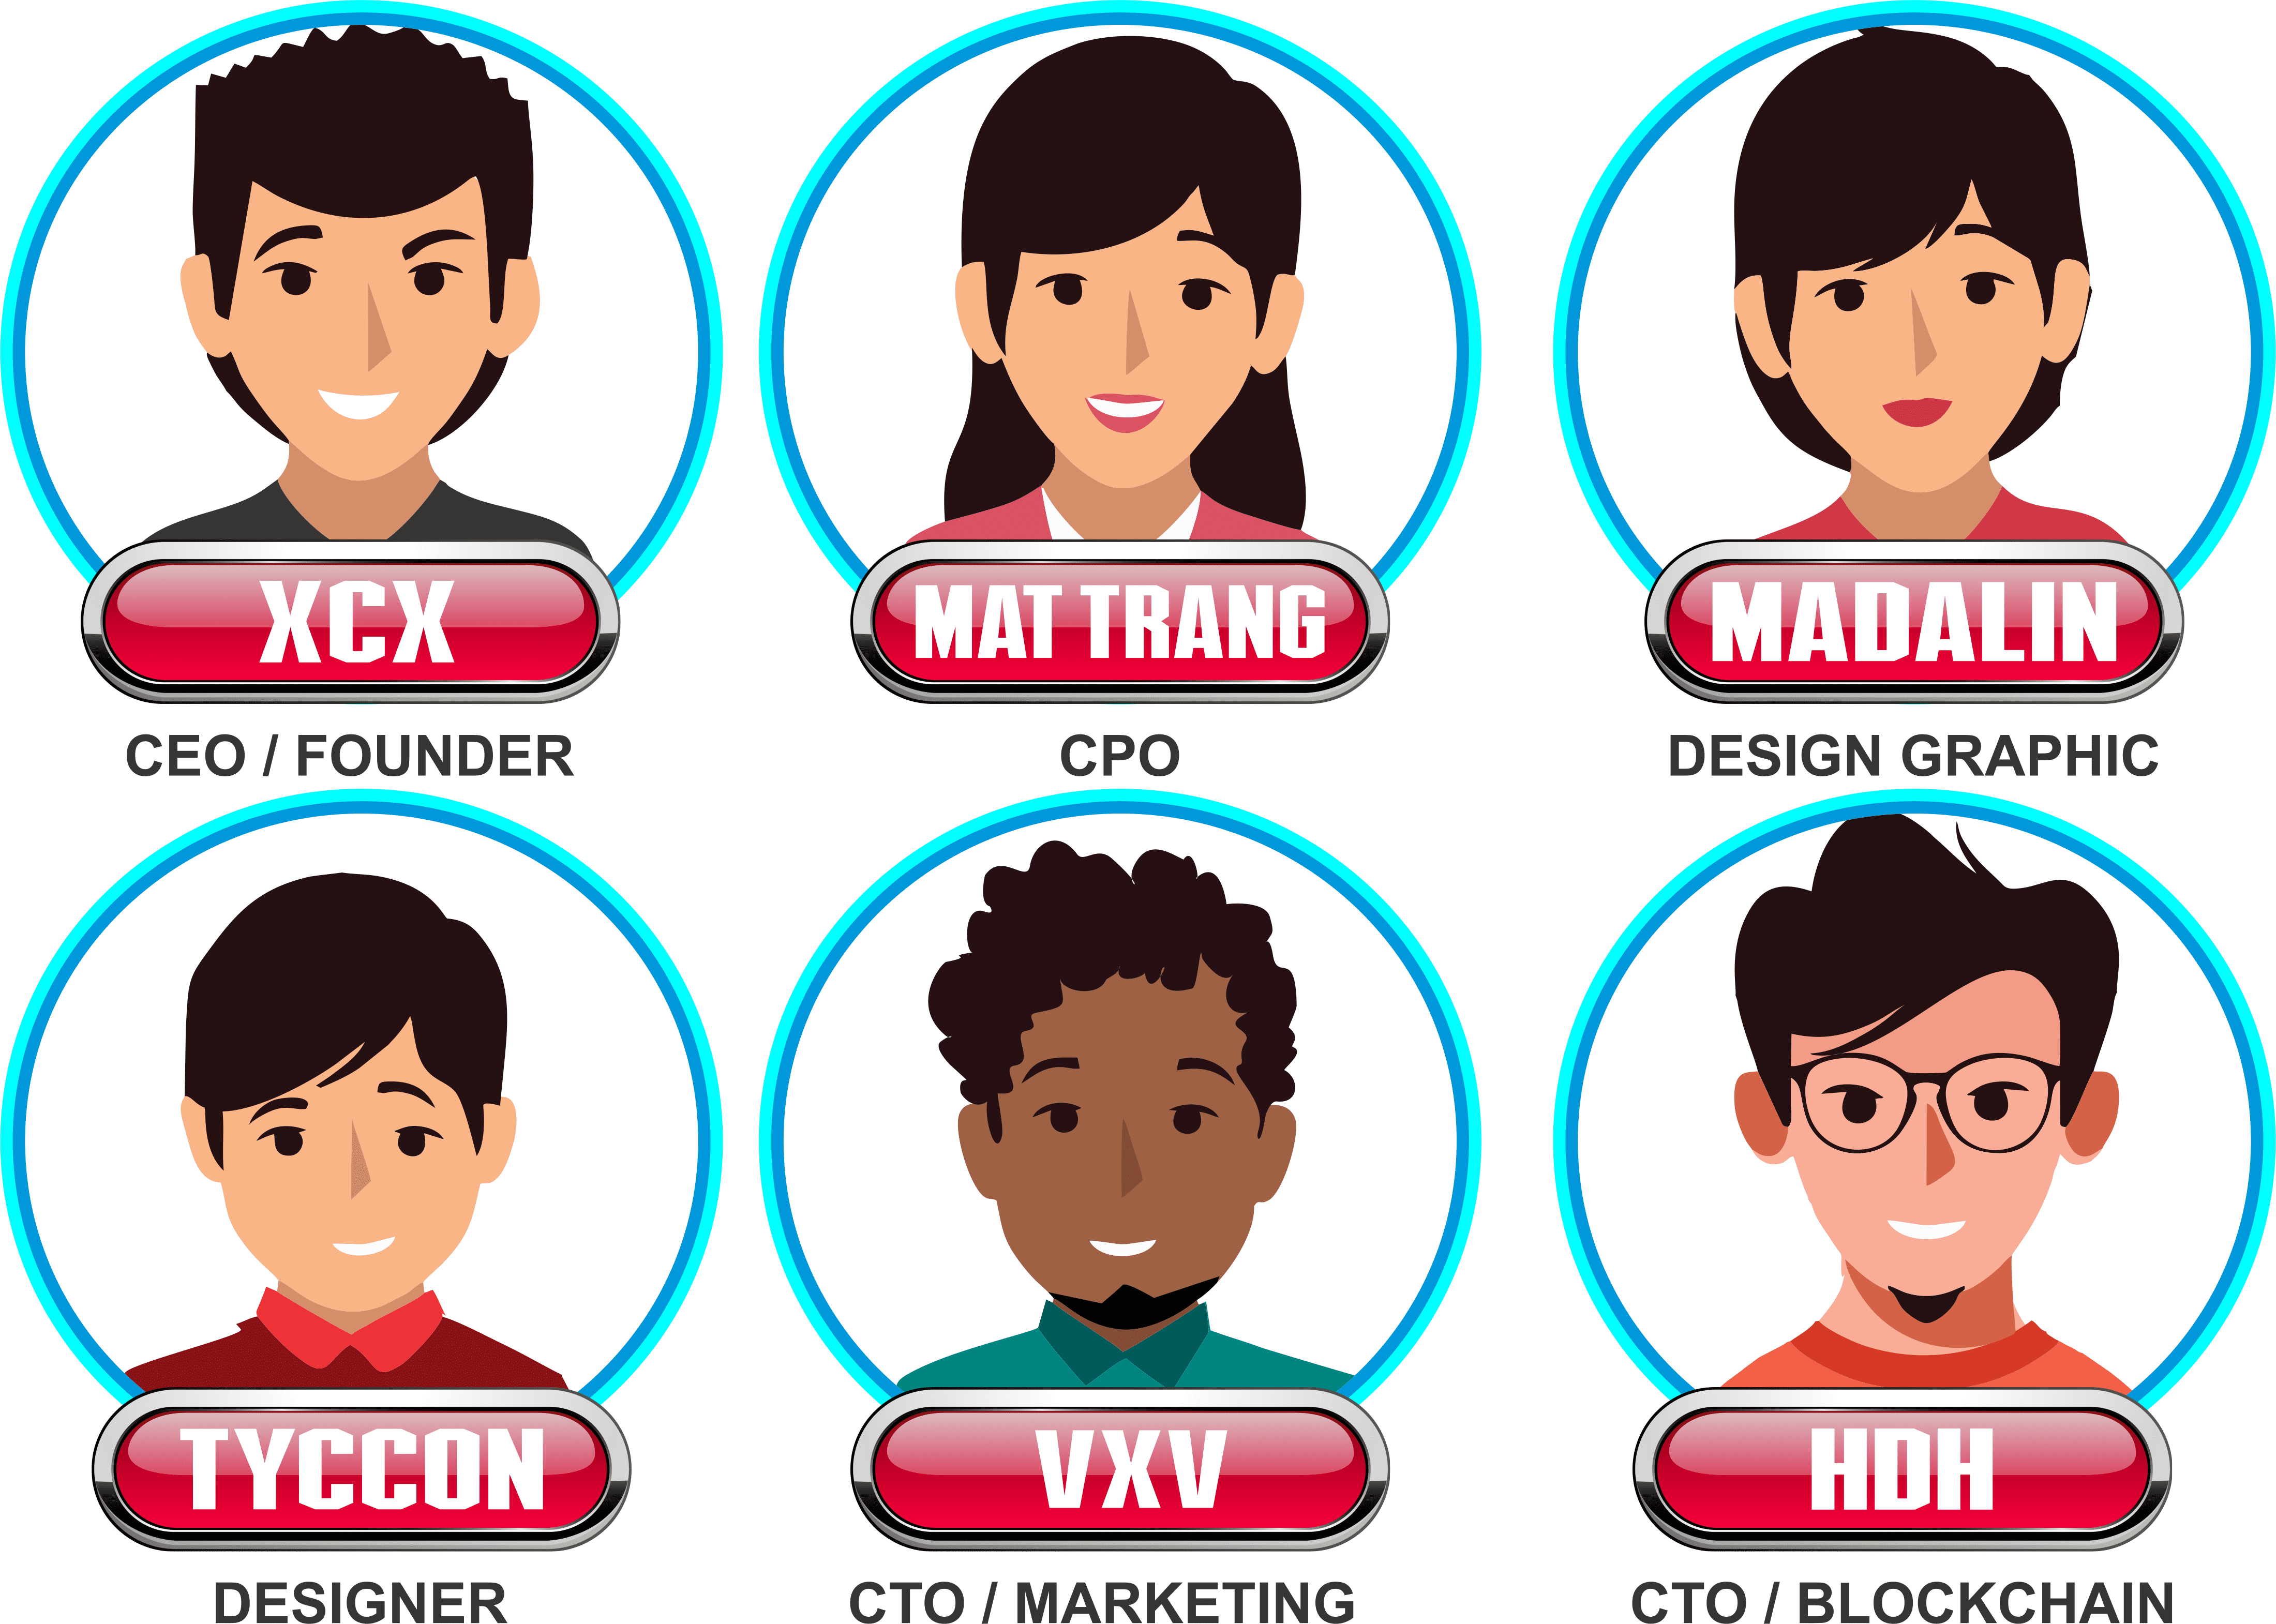 XCX
MAT TRANG
MADALIN
CEO / FOUNDER
CPO
DESIGN GRAPHIC
TYCCON
VXV
HDH
DESIGNER
CTO / MARKETING
CTO / BLOCKCHAIN